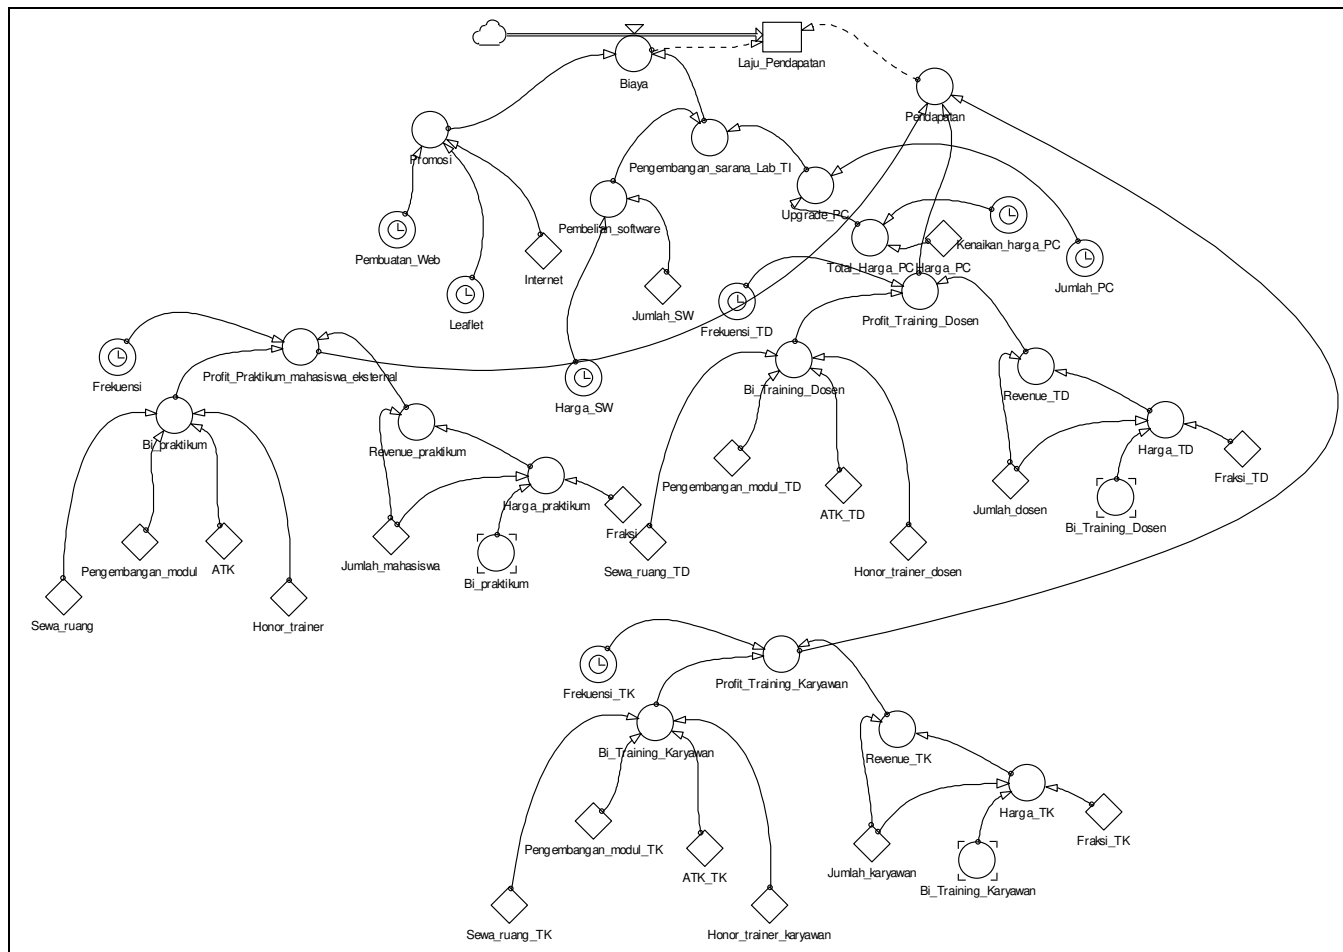 Laju_Pendapatan
Biaya
Pendapatan
Promosi
Pengembangan_sarana_Lab_TI
Upgrade_PC
Pembelian_software
Kenaikan_harga_PC
Pembuatan_Web
Total_Harga_PC
Harga_PC
Internet
Jumlah_PC
Leaflet
Jumlah_SW
Profit_Training_Dosen
Frekuensi_TD
Profit_Praktikum_mahasiswa_eksternal
Frekuensi
Bi_Training_Dosen
Revenue_TD
Harga_SW
Bi_praktikum
Revenue_praktikum
Harga_TD
Fraksi_TD
Pengembangan_modul_TD
Harga_praktikum
Jumlah_dosen
ATK_TD
Bi_Training_Dosen
Fraksi
Pengembangan_modul
ATK
Jumlah_mahasiswa
Bi_praktikum
Sewa_ruang_TD
Honor_trainer_dosen
Sewa_ruang
Honor_trainer
Profit_Training_Karyawan
Frekuensi_TK
Bi_Training_Karyawan
Revenue_TK
Harga_TK
Fraksi_TK
Pengembangan_modul_TK
ATK_TK
Jumlah_karyawan
Bi_Training_Karyawan
Sewa_ruang_TK
Honor_trainer_karyawan